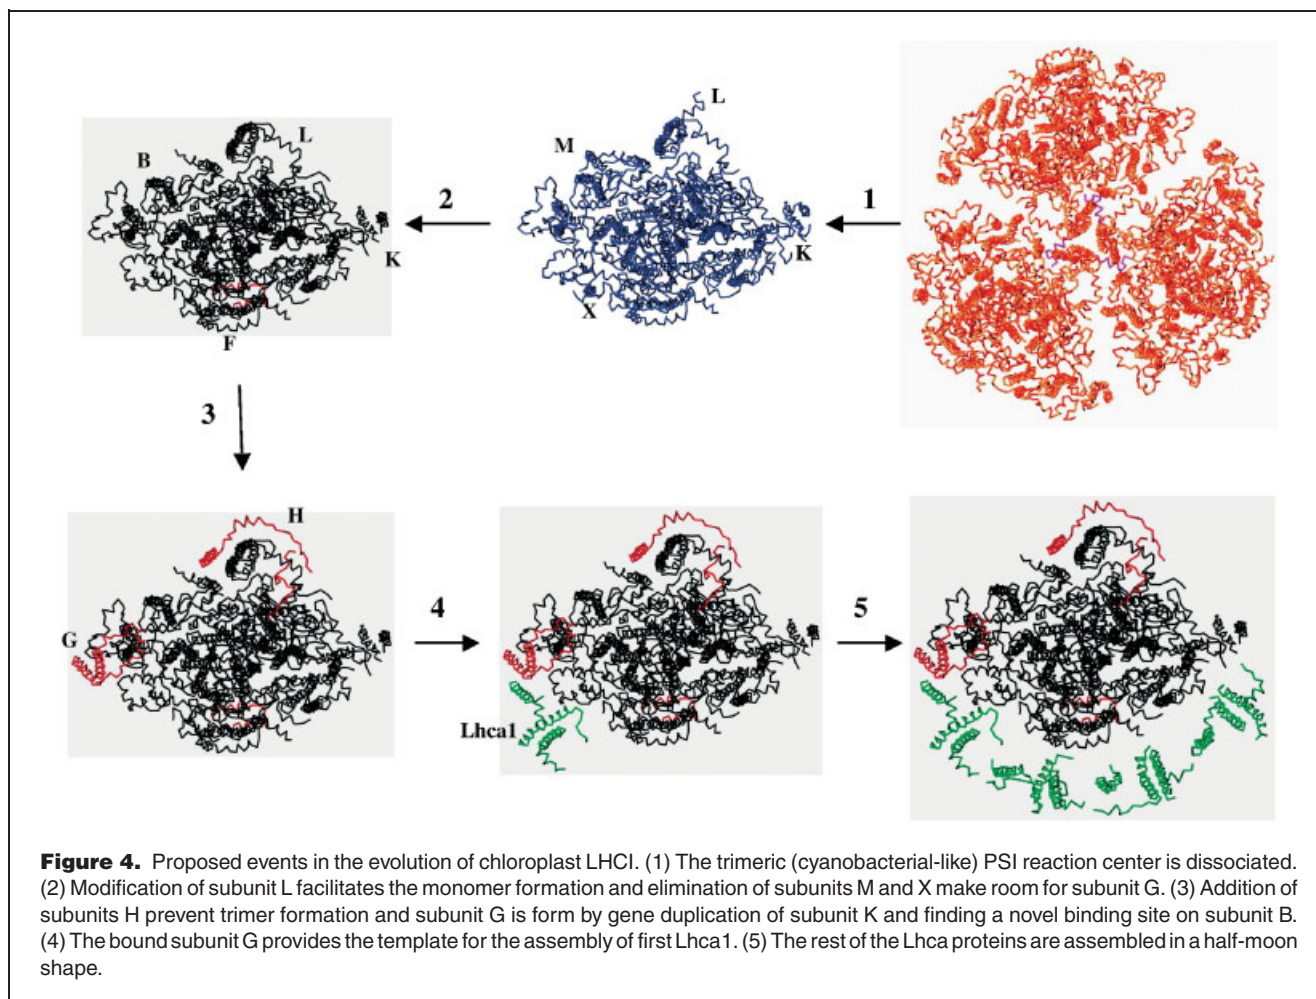 L
L
B
M
2
1
K
K
X
F
3
H
G
4
5
Lhca1
Figure 4. Proposed events in the evolution of chloroplast LHCI. (1) The trimeric (cyanobacterial-like) PSI reaction center is dissociated.
(2) Modification of subunit L facilitates the monomer formation and elimination of subunits M and X make room for subunit G. (3) Addition of
subunits H prevent trimer formation and subunit G is form by gene duplication of subunit K and finding a novel binding site on subunit B.
(4) The bound subunit G provides the template for the assembly of first Lhca1. (5) The rest of the Lhca proteins are assembled in a half-moon
shape.